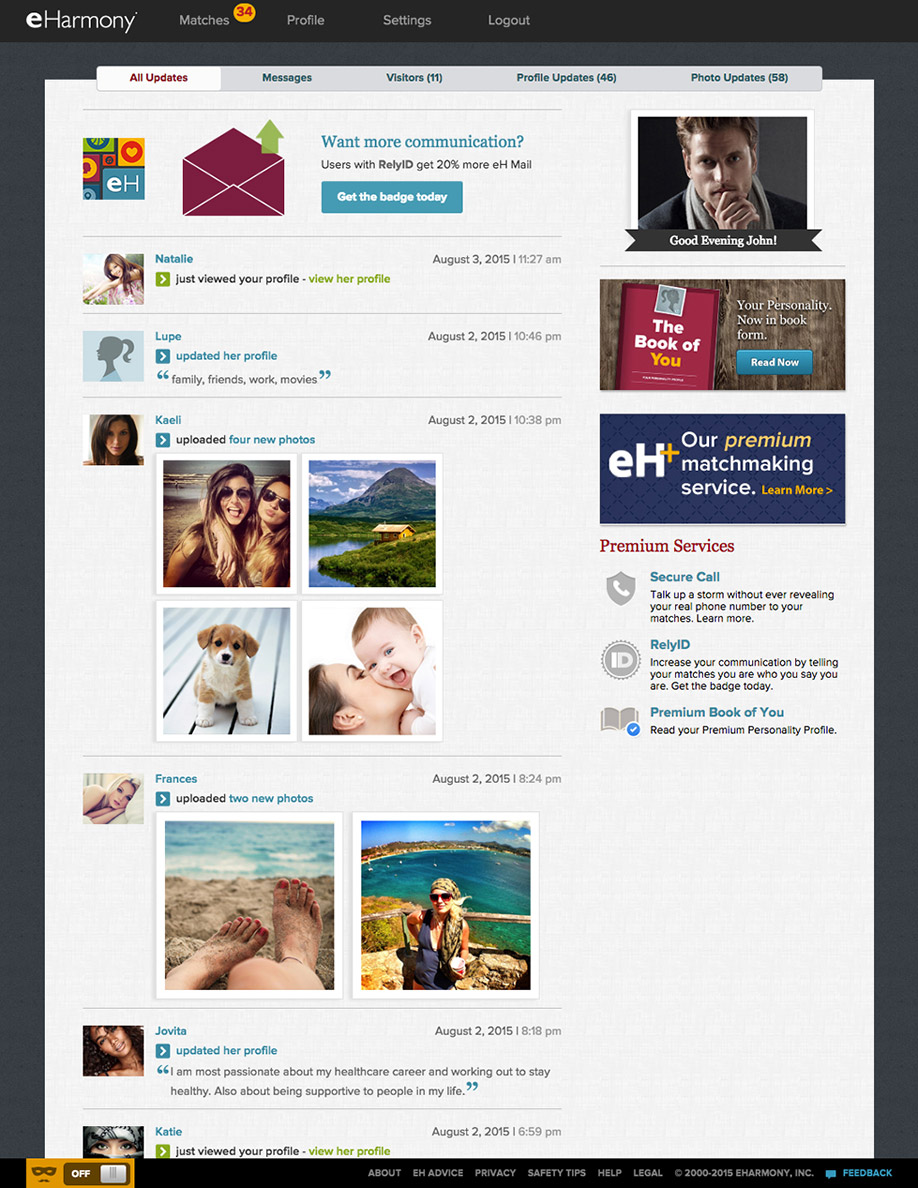 eHarmony
Matches 34 Profile Settings Logout
All Updates Messages Visitors (11) Profile Updates (46) Photo Updates (58)
eH
Want more communication?
Users with RelyID get 20% more eH Mail
Get the badge today
Natalie August 3, 2015 | 11:27 am
just viewed your profile - view her profile
Lupe August 2, 2015 | 10:46 pm
updated her profile
“family, friends, work, movies”
Kaeli August 2, 2015 | 10:38 pm
uploaded four new photos
Frances August 2, 2015 | 8:24 pm
uploaded two new photos
Jovita August 2, 2015 | 8:18 pm
updated her profile
“I am most passionate about my healthcare career and working out to stay
healthy. Also about being supportive to people in my life.”
Katie August 2, 2015 | 6:59 pm
just viewed your profile - view her profile
Good Evening John!
The
Book of
You
Your Personality.
Now in book
form.
Read Now
eH+
Our premium
matchmaking
service. Learn More >
Premium Services
Secure Call
Talk up a storm without ever revealing
your real phone number to your
matches. Learn more.
ID
RelyID
Increase your communication by telling
your matches you are who you say you
are. Get the badge today.
Premium Book of You
Read your Premium Personality Profile.
OFF
ABOUT EH ADVICE PRIVACY SAFETY TIPS HELP LEGAL © 2000-2015 EHARMONY, INC. FEEDBACK